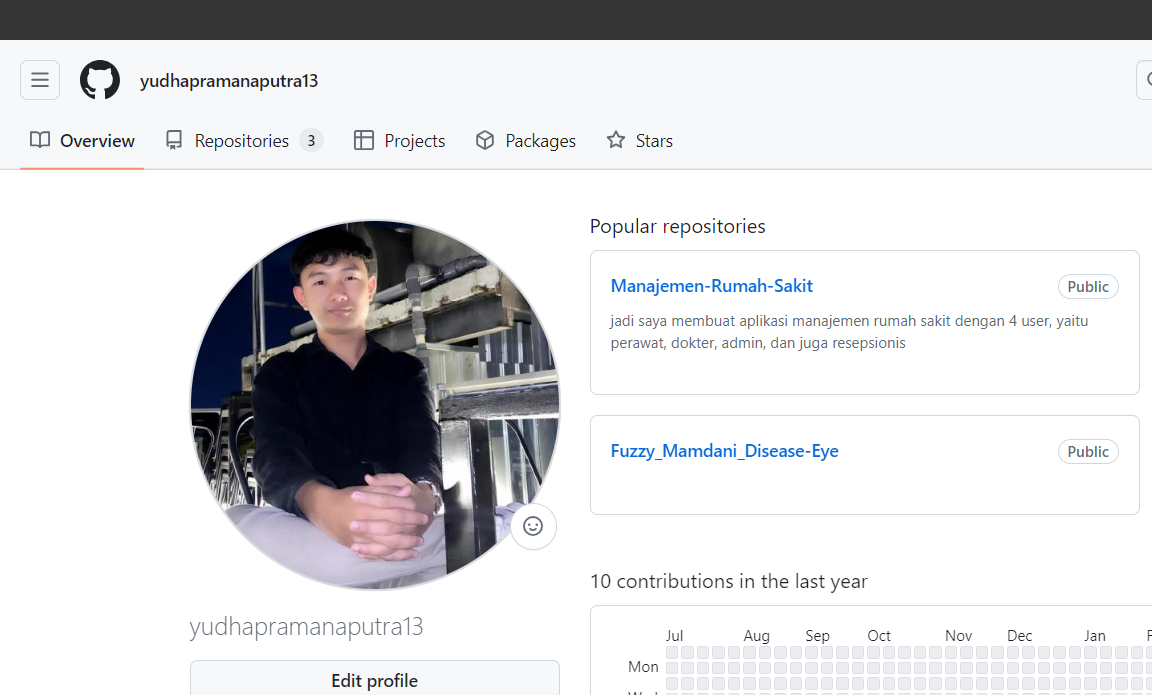 yudhapramanaputra13
Overview Repositories 3 Projects Packages Stars
Popular repositories
Manajemen-Rumah-Sakit Public
jadi saya membuat aplikasi manajemen rumah sakit dengan 4 user, yaitu
perawat, dokter, admin, dan juga resepsionis
Fuzzy_Mamdani_Disease-Eye Public
10 contributions in the last year
Jul Aug Sep Oct Nov Dec Jan
Mon
yudhapramanaputra13
Edit profile